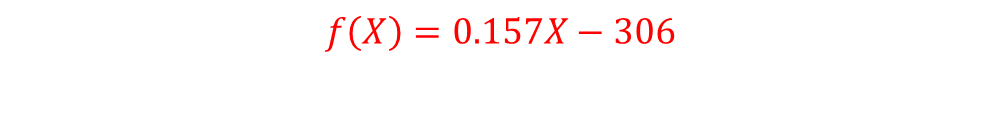 f(X) = 0.157X − 306